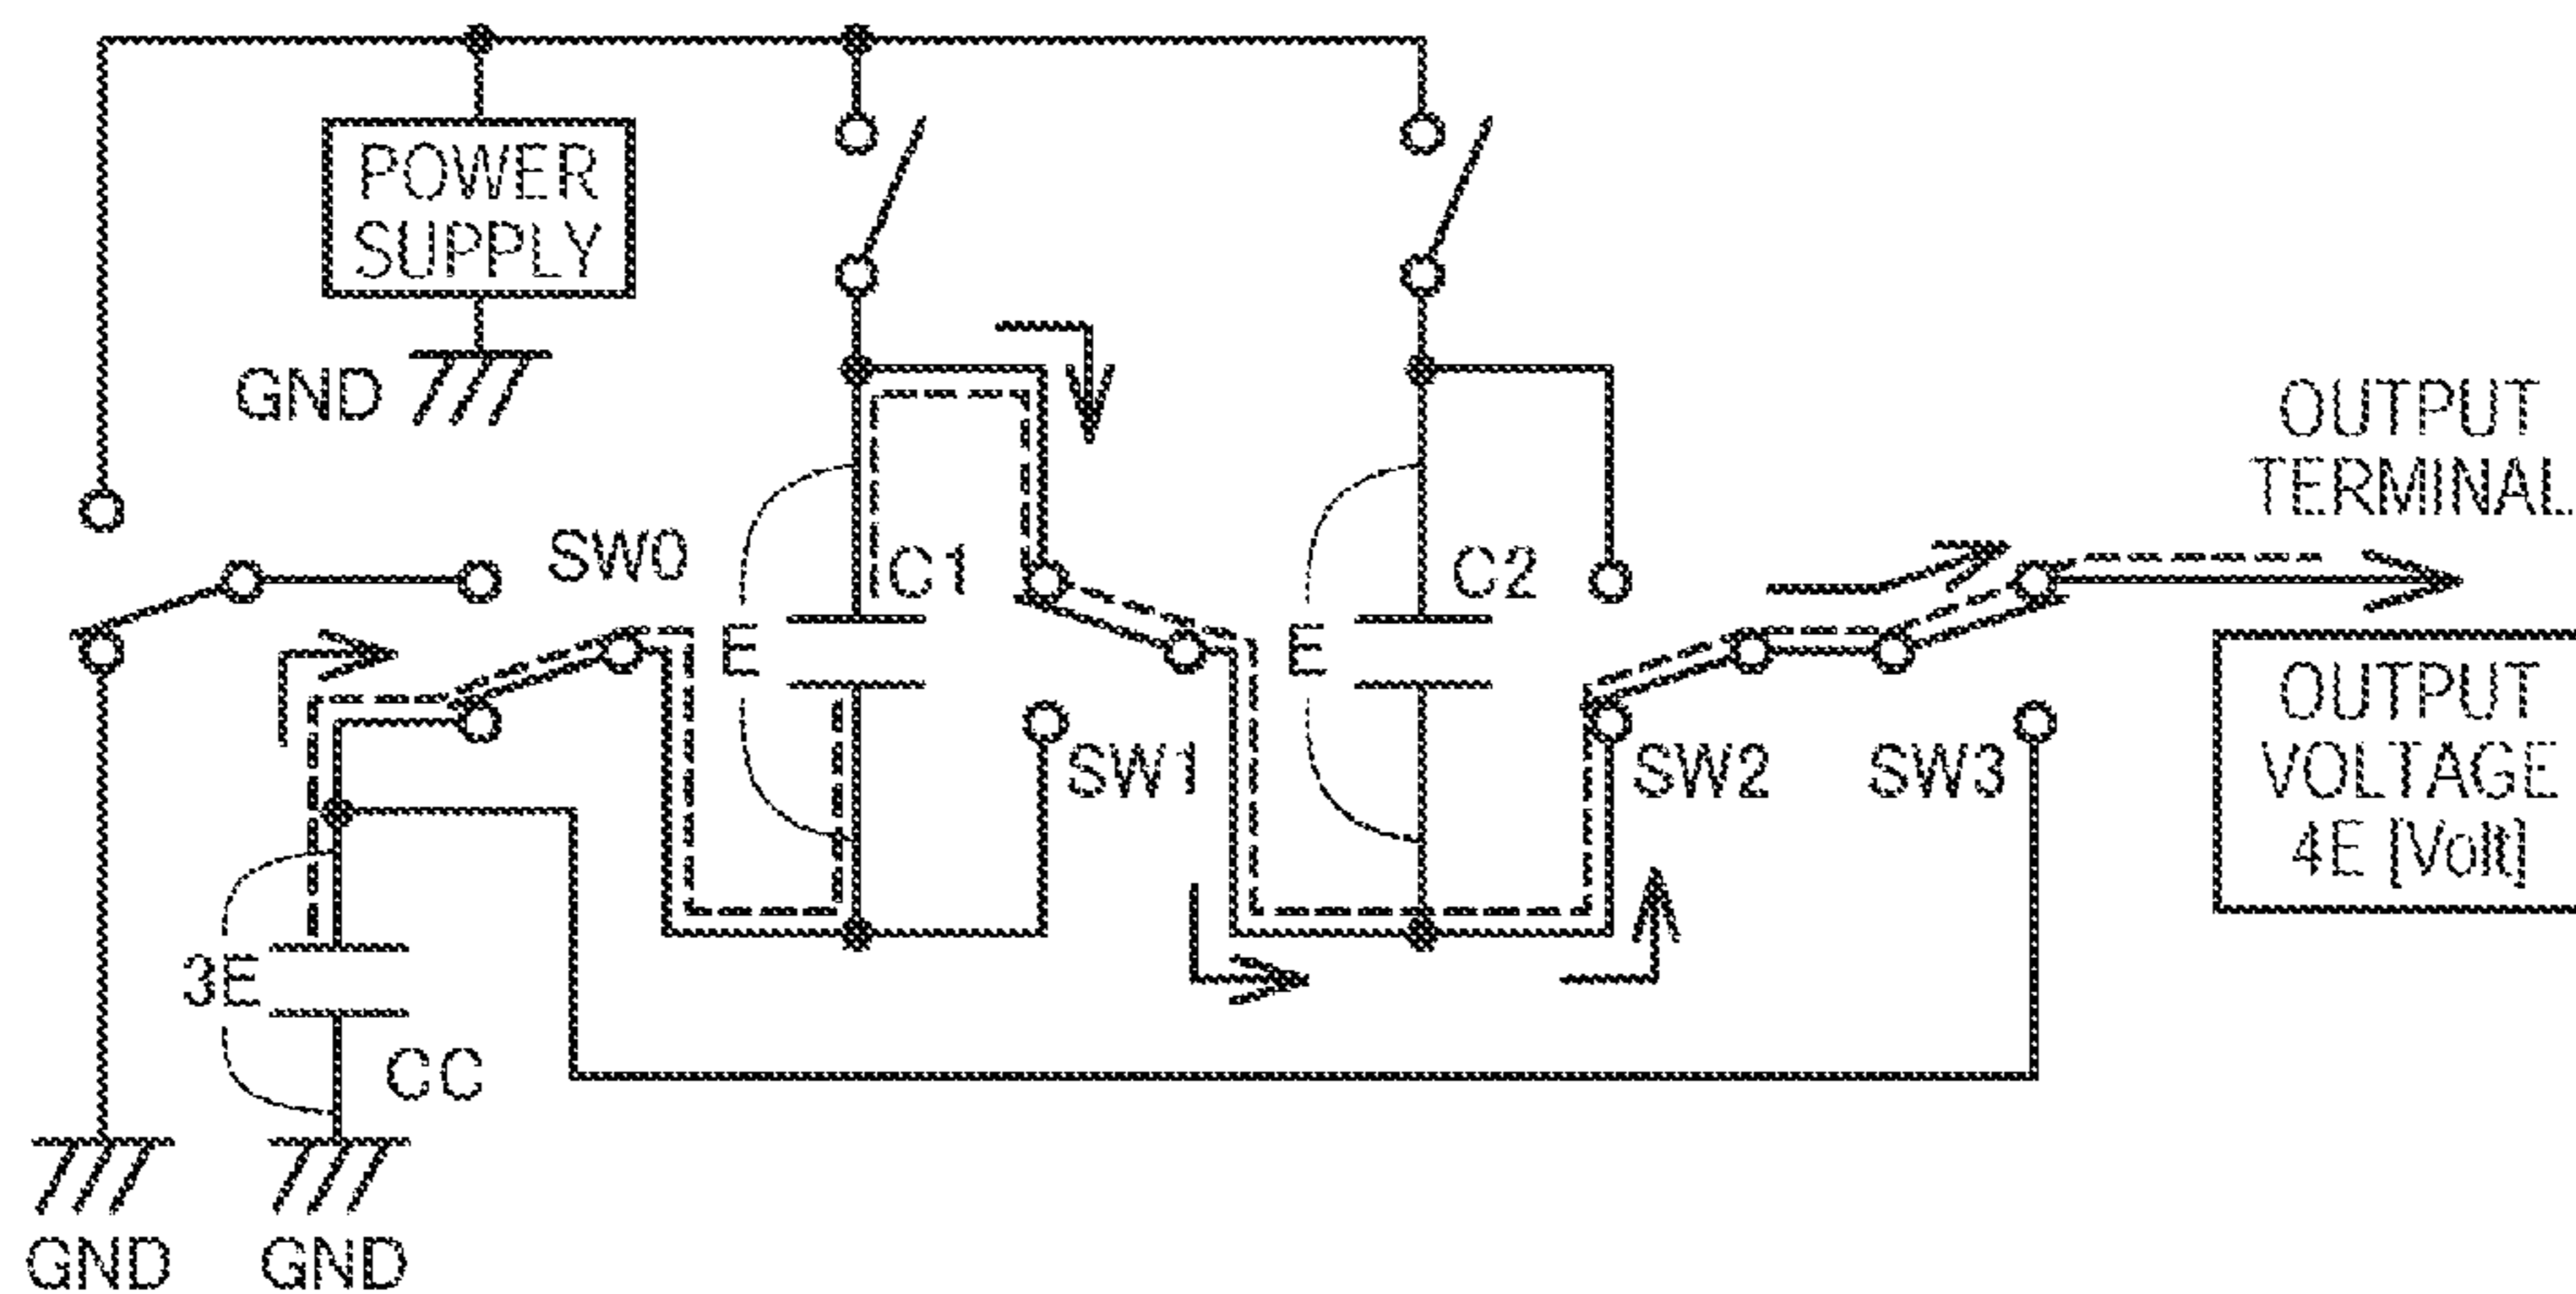 POWER
SUPPLY
GND
OUTPUT
TERMINAL
SW0
C1
C2
E
E
OUTPUT
VOLTAGE
4E [Volt]
SW1
SW2
SW3
3E
CC
GND
GND